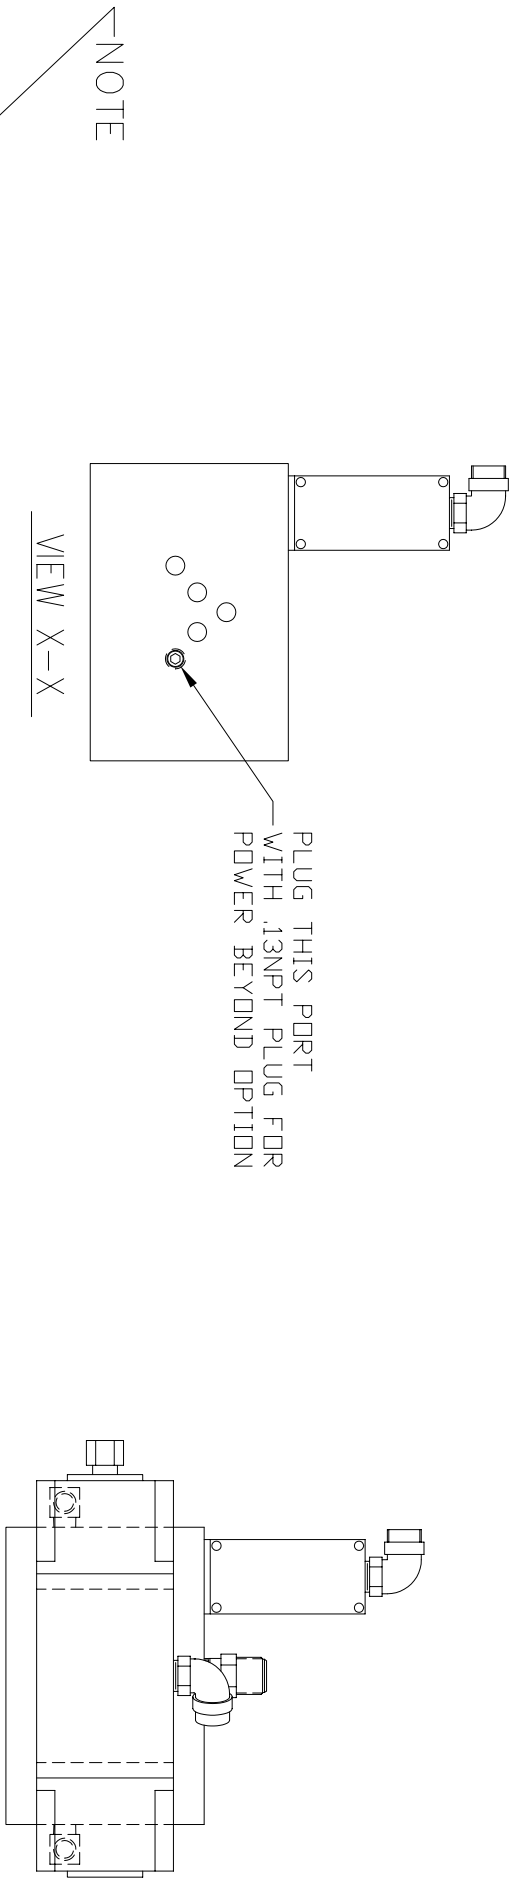 NOTE
VIEW X-X
PLUG THIS PORT
WITH .13NPT PLUG FOR
POWER BEYOND OPTION